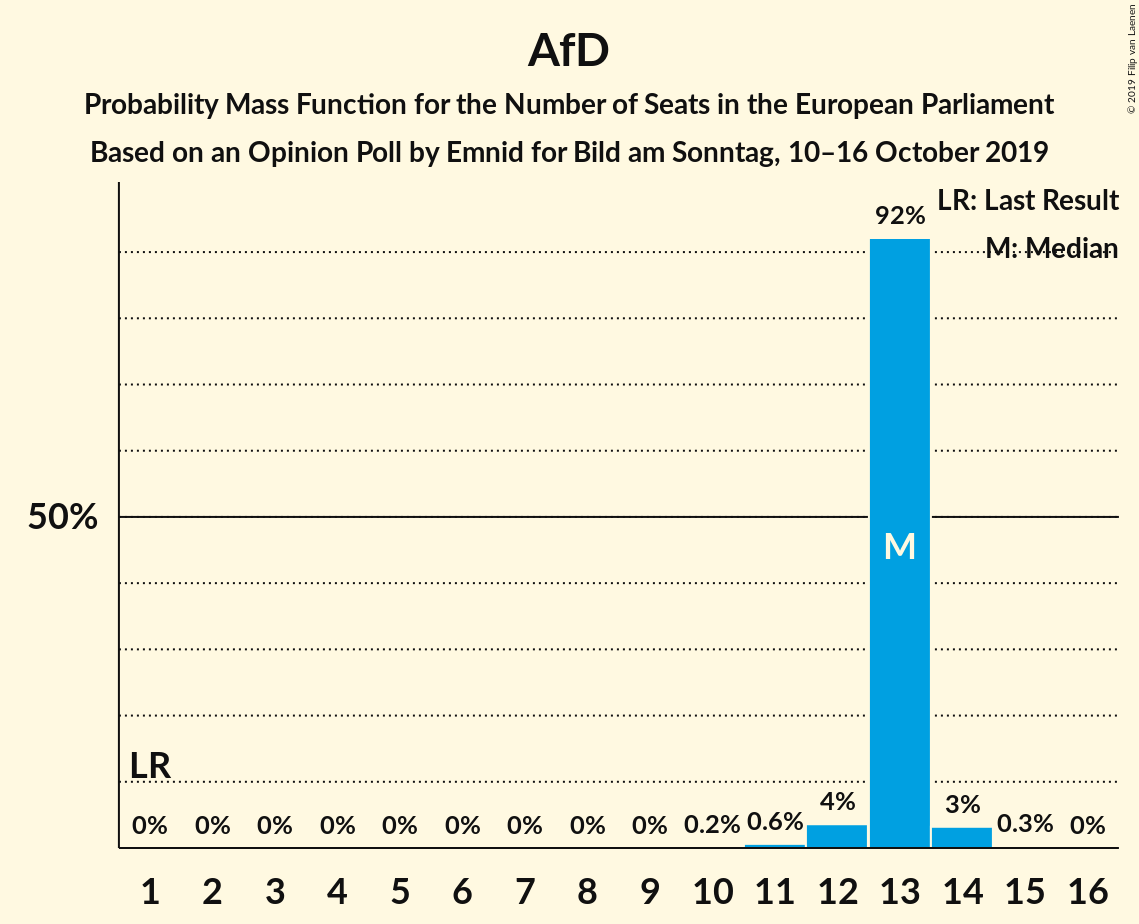 AfD
Probability Mass Function for the Number of Seats in the European Parliament
Based on an Opinion Poll by Emnid for Bild am Sonntag, 10–16 October 2019
© 2019 Filip van Laenen
LR: Last Result
M: Median
50%
92%
M
LR
0% 0% 0% 0% 0% 0% 0% 0% 0% 0.2% 0.6% 4% 3% 0.3% 0%
1 2 3 4 5 6 7 8 9 10 11 12 13 14 15 16